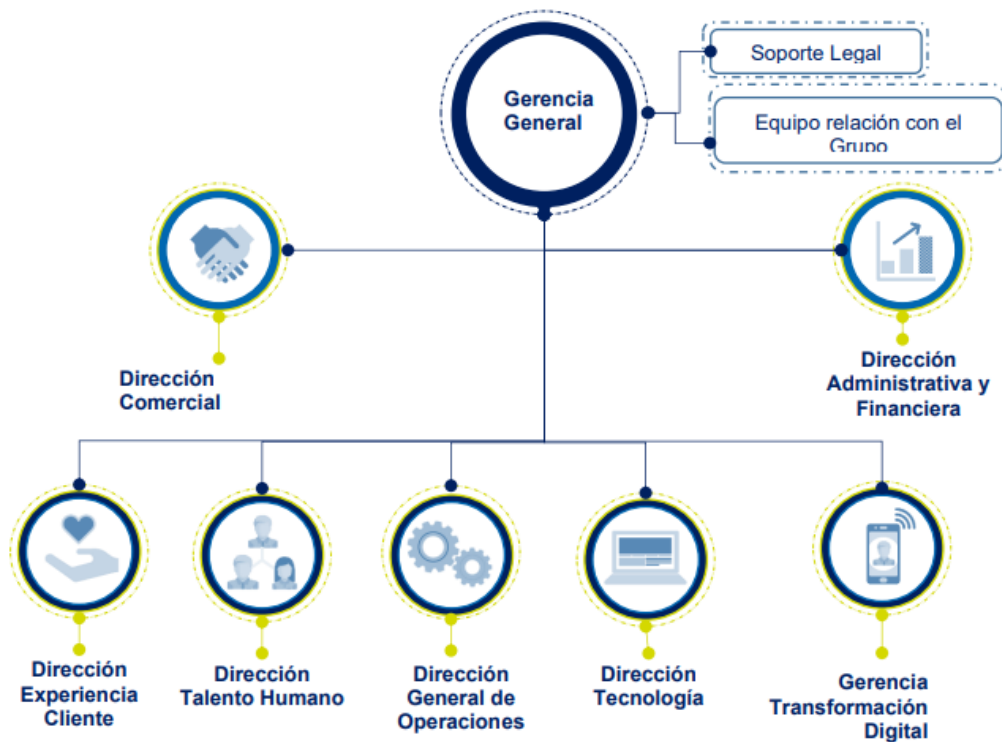 Gerencia
General
Soporte Legal
Equipo relación con el
Grupo
Dirección
Comercial
Dirección
Administrativa y
Financiera
Dirección
Experiencia
Cliente
Dirección
Talento Humano
Dirección
General de
Operaciones
Dirección
Tecnología
Gerencia
Transformación
Digital